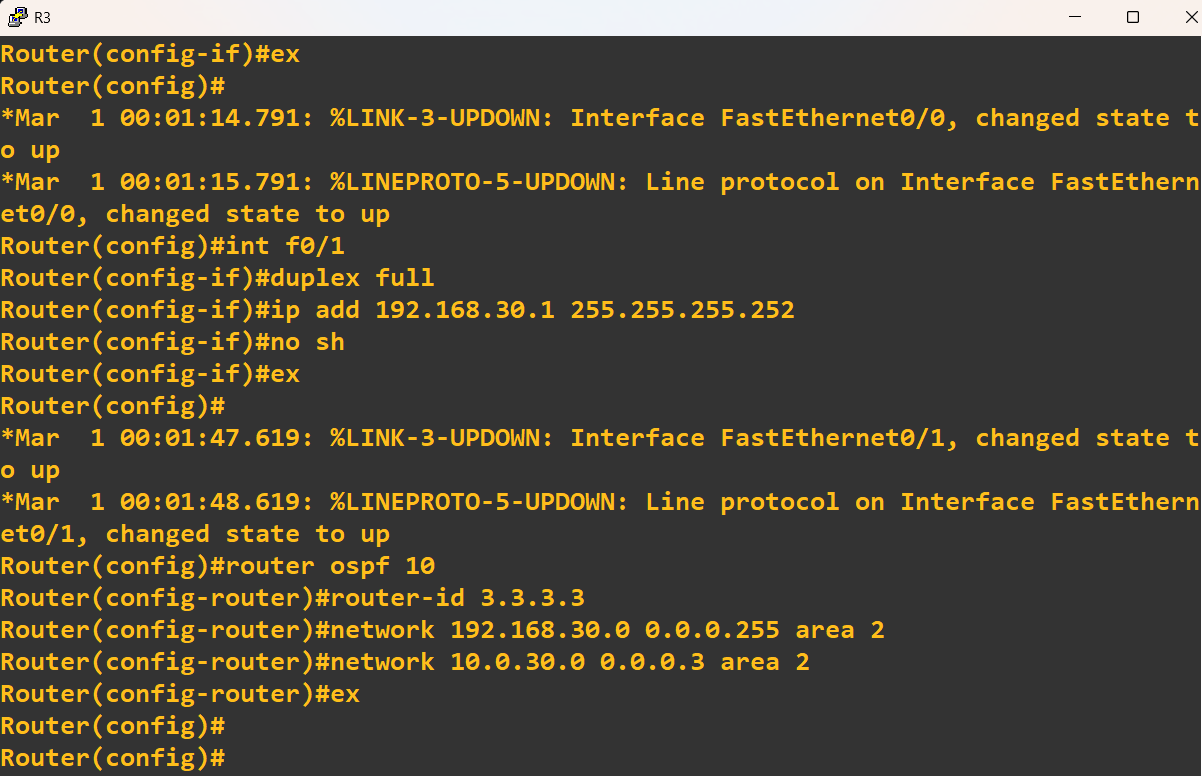 R3
Router(config-if)#ex
Router(config)#
*Mar  1 00:01:14.791: %LINK-3-UPDOWN: Interface FastEthernet0/0, changed state t
o up
*Mar  1 00:01:15.791: %LINEPROTO-5-UPDOWN: Line protocol on Interface FastEthern
et0/0, changed state to up
Router(config)#int f0/1
Router(config-if)#duplex full
Router(config-if)#ip add 192.168.30.1 255.255.255.252
Router(config-if)#no sh
Router(config-if)#ex
Router(config)#
*Mar  1 00:01:47.619: %LINK-3-UPDOWN: Interface FastEthernet0/1, changed state t
o up
*Mar  1 00:01:48.619: %LINEPROTO-5-UPDOWN: Line protocol on Interface FastEthern
et0/1, changed state to up
Router(config)#router ospf 10
Router(config-router)#router-id 3.3.3.3
Router(config-router)#network 192.168.30.0 0.0.0.255 area 2
Router(config-router)#network 10.0.30.0 0.0.0.3 area 2
Router(config-router)#ex
Router(config)#
Router(config)#